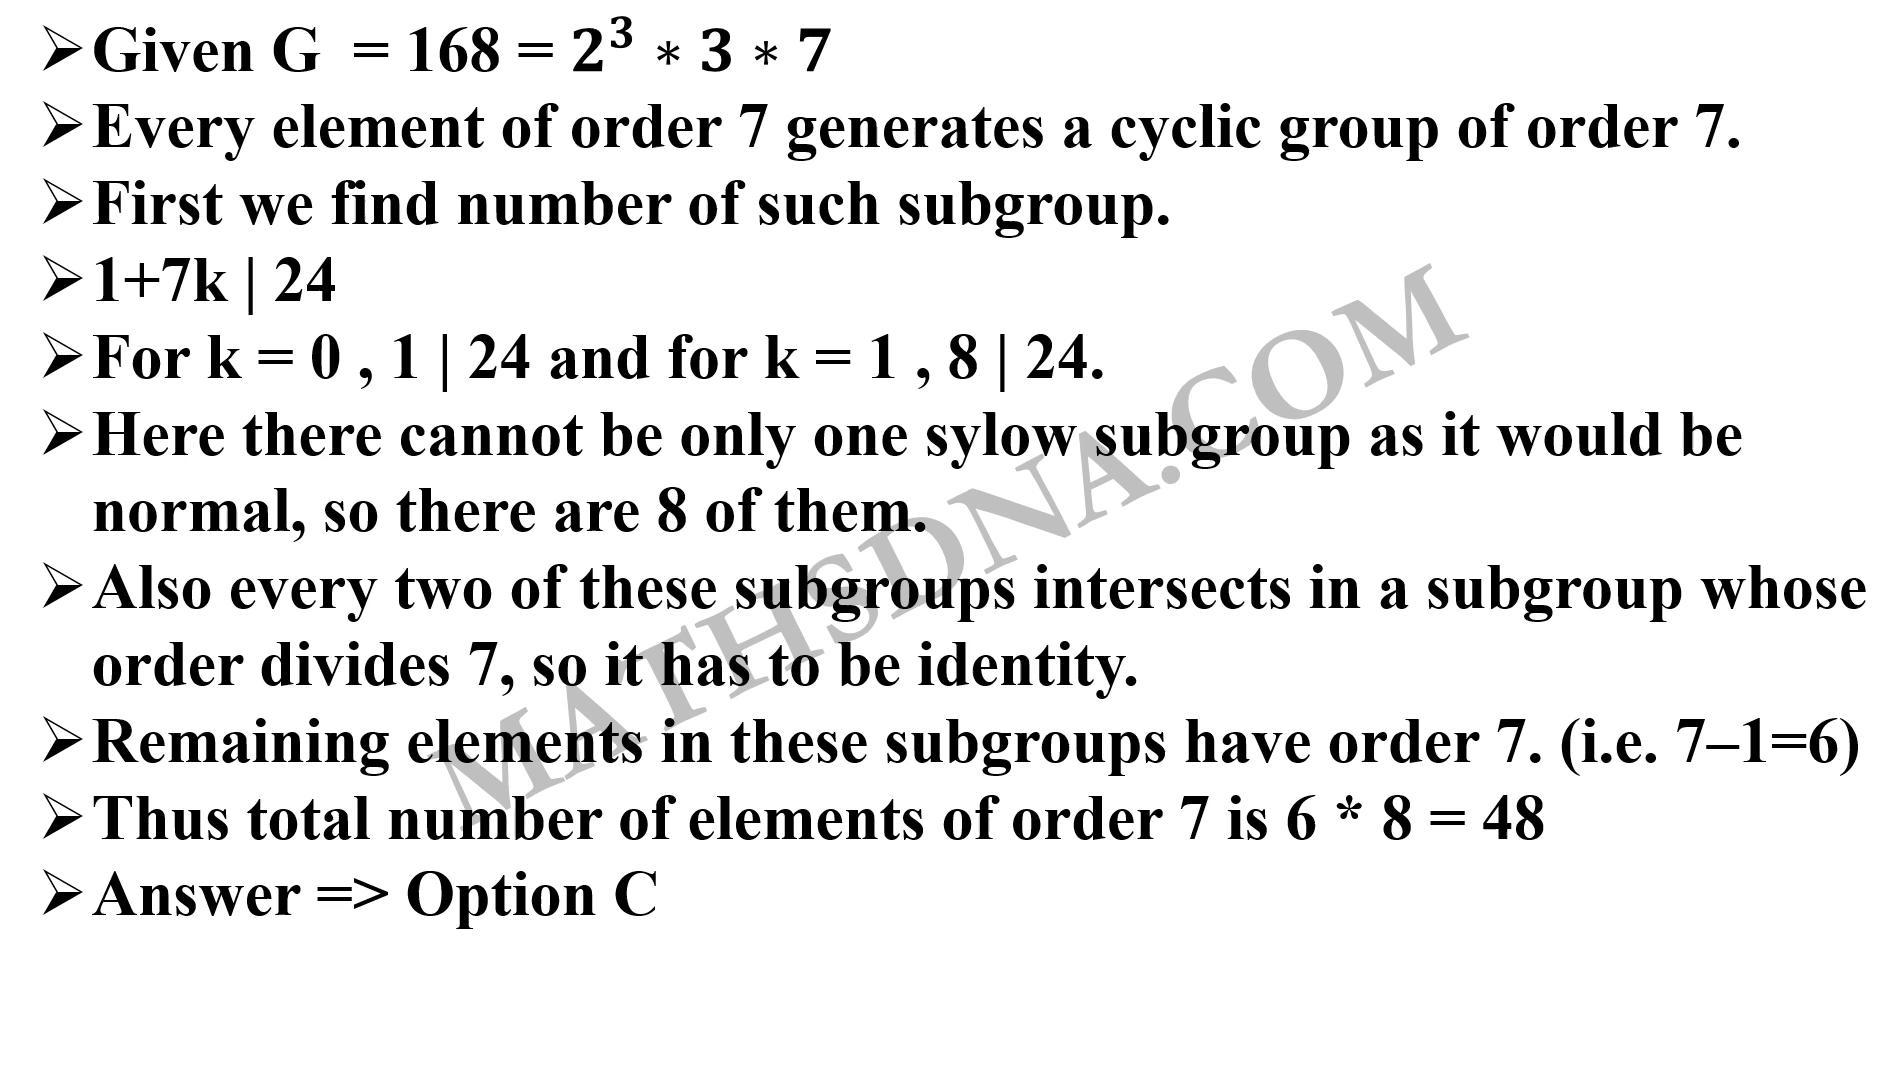 ➢Given G = 168 = 2³ * 3 * 7
➢Every element of order 7 generates a cyclic group of order 7.
➢First we find number of such subgroup.
➢1+7k | 24
➢For k = 0 , 1 | 24 and for k = 1 , 8 | 24.
➢Here there cannot be only one sylow subgroup as it would be
normal, so there are 8 of them.
➢Also every two of these subgroups intersects in a subgroup whose
order divides 7, so it has to be identity.
➢Remaining elements in these subgroups have order 7. (i.e. 7–1=6)
➢Thus total number of elements of order 7 is 6 * 8 = 48
➢Answer => Option C
MATHSDNA.COM